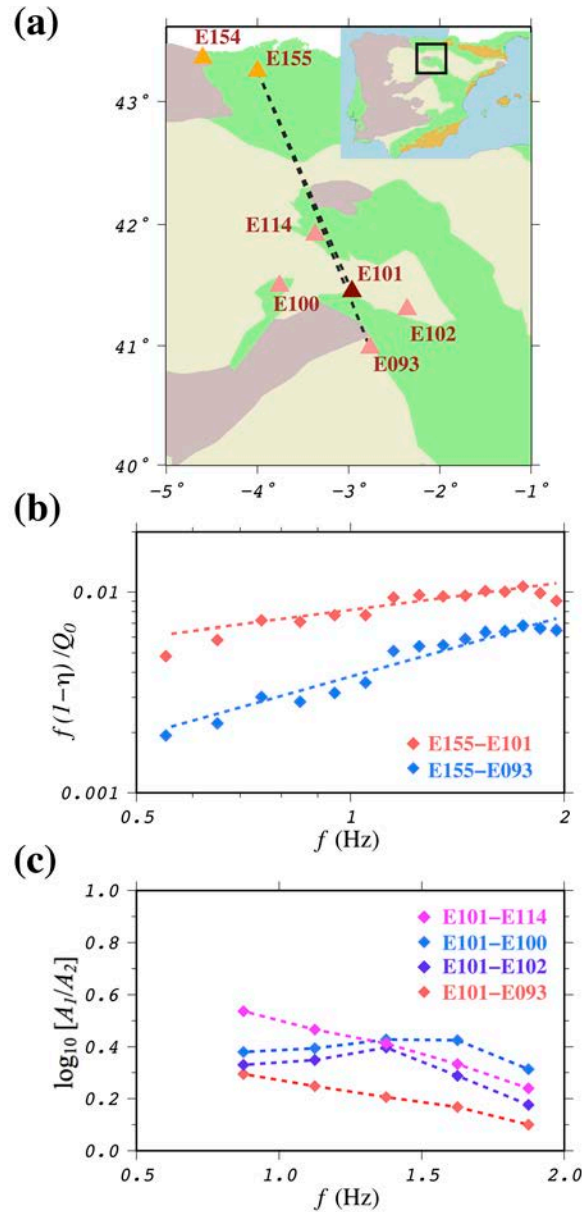 (a)
E154
E155
43°
42°
E114
E101
E100
E102
41°
E093
40°
-5°
-4°
-3°
-2°
-1°
(b)
0.01
f(1-η)/Q0
E155-E101
E155-E093
0.001
0.5
1
2
f (Hz)
(c)
1.0
E101-E114
0.8
E101-E100
E101-E102
0.6
E101-E093
log10 [A1/A2]
0.4
0.2
0.0
0.5
1.0
1.5
2.0
f (Hz)